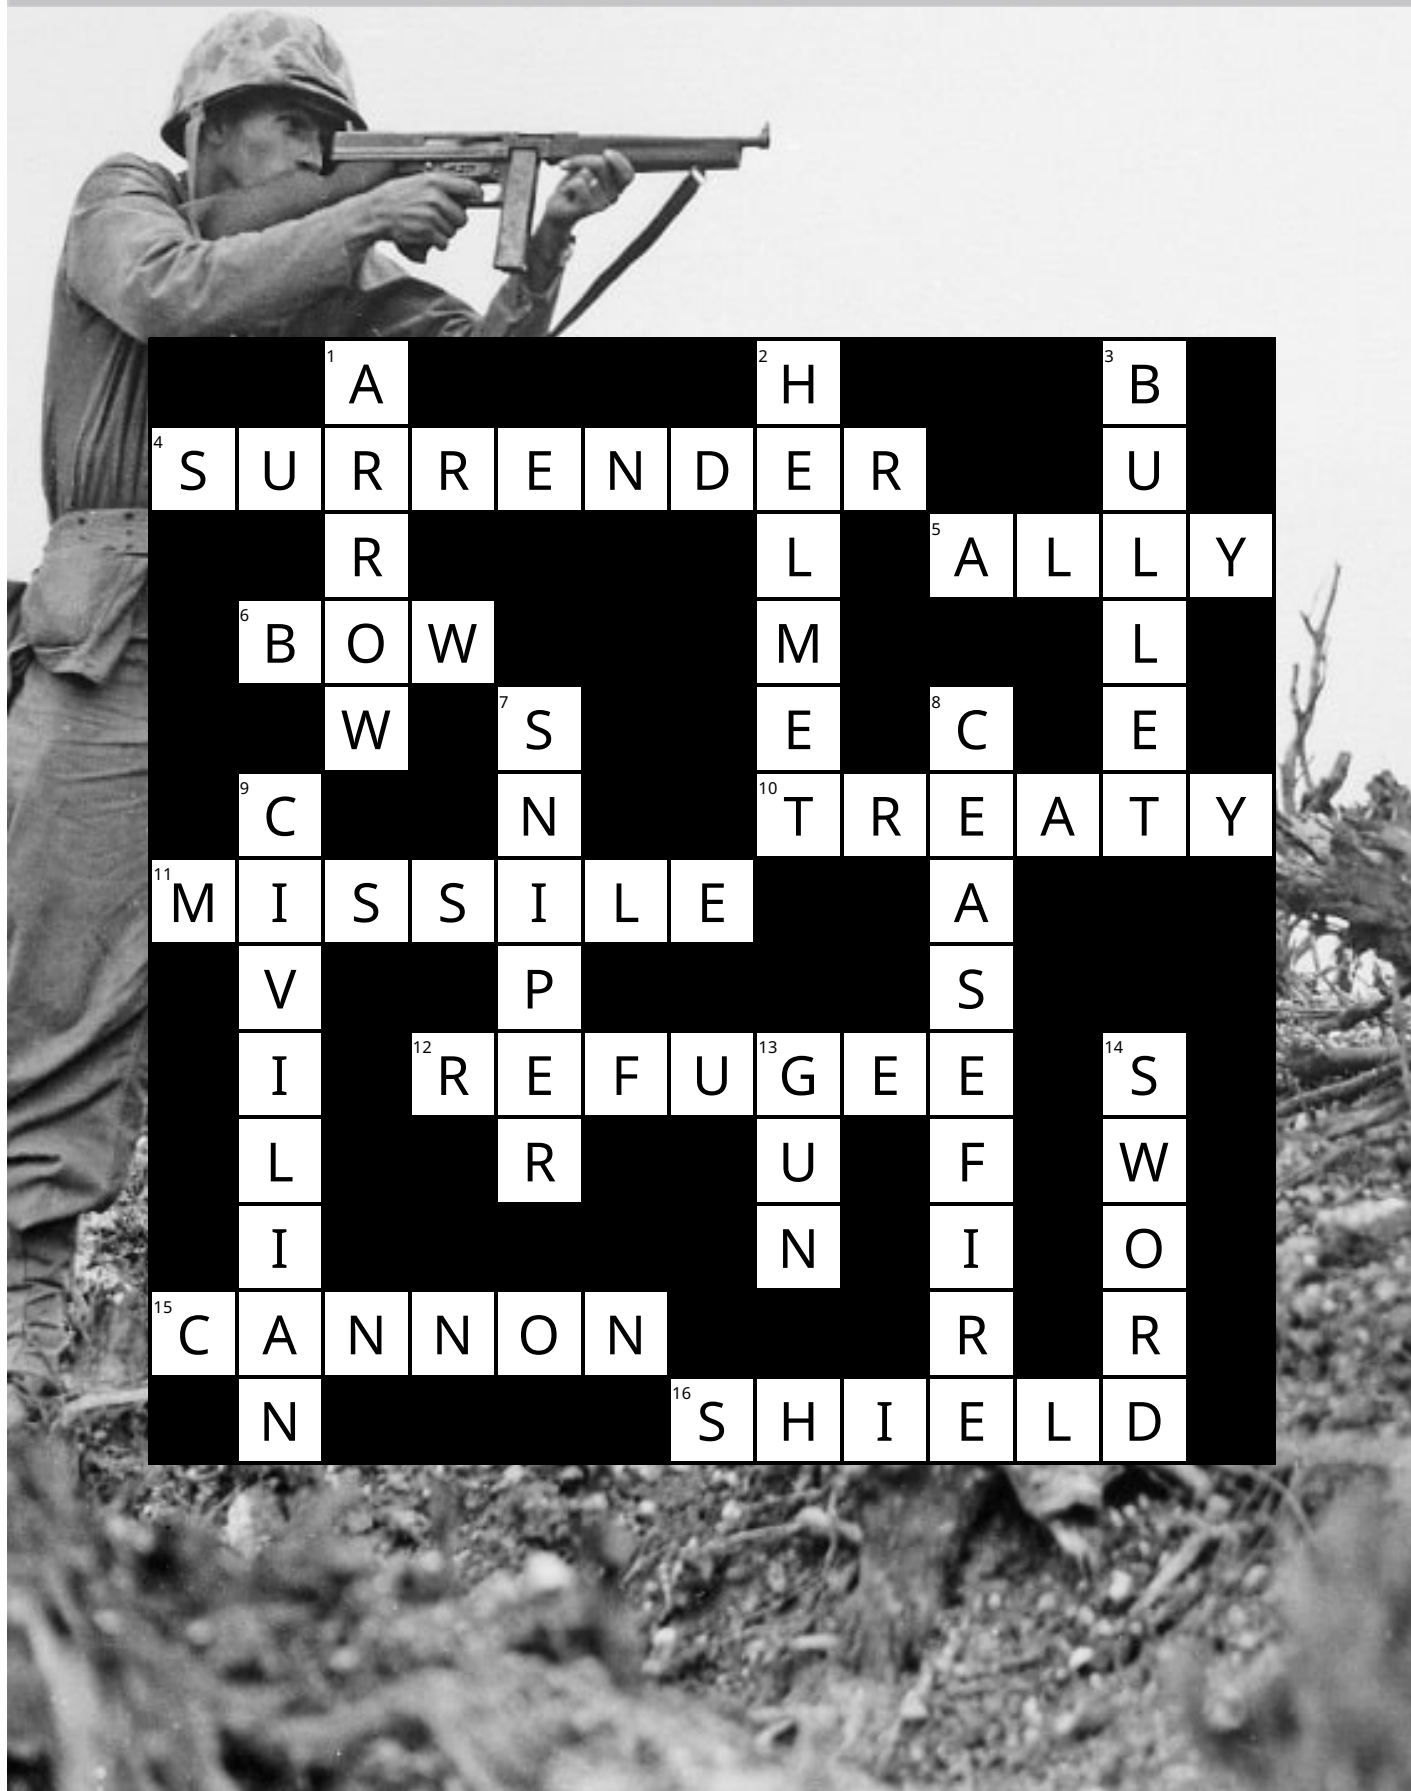 1 A 2 H 3 B
4 S U R R E N D E R U
R L 5 A L L Y
6 B O W M L
W 7 S E 8 C E
9 C N 10 T R E A T Y
11 M I S S I L E A
V P S
I 12 R E F U 13 G E E 14 S
L R U F W
I N I O
15 C A N N O N R R
N 16 S H I E L D